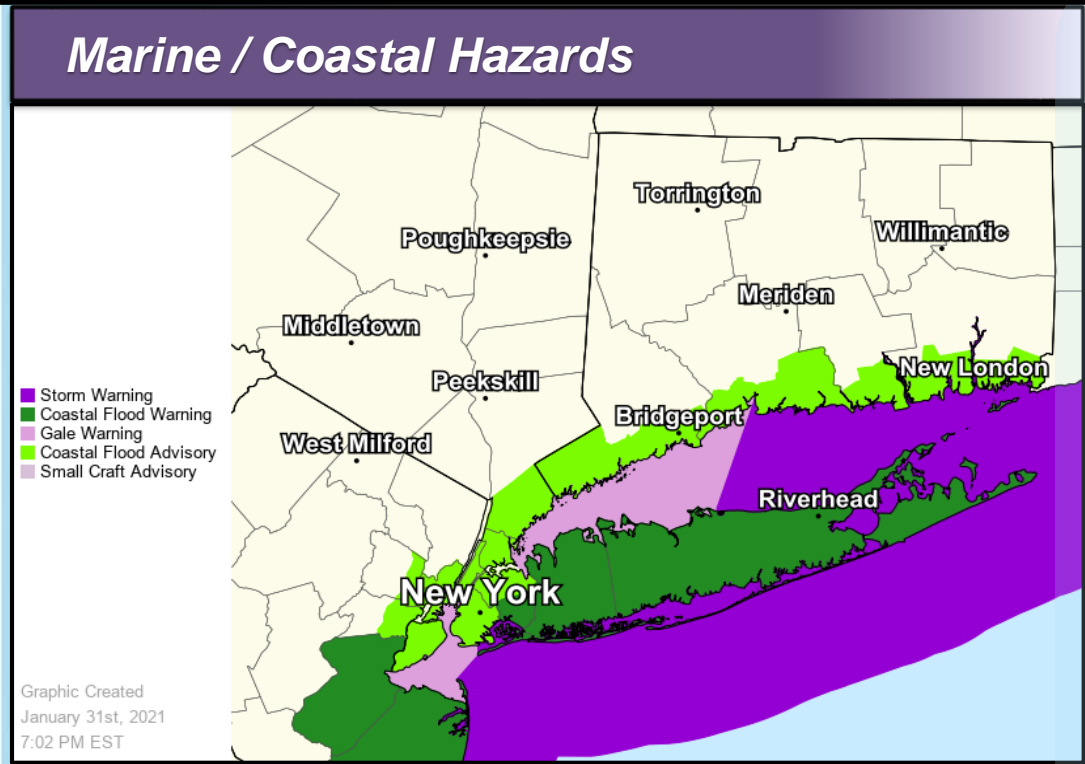 Marine / Coastal Hazards
Torrington
Willimantic
Poughkeepsie
Meriden
Middletown
New London
Peekskill
Storm Warning
Coastal Flood Warning
Gale Warning
Coastal Flood Advisory
Small Craft Advisory
Bridgeport
West Milford
Riverhead
New York
Graphic Created
January 31st, 2021
7:02 PM EST